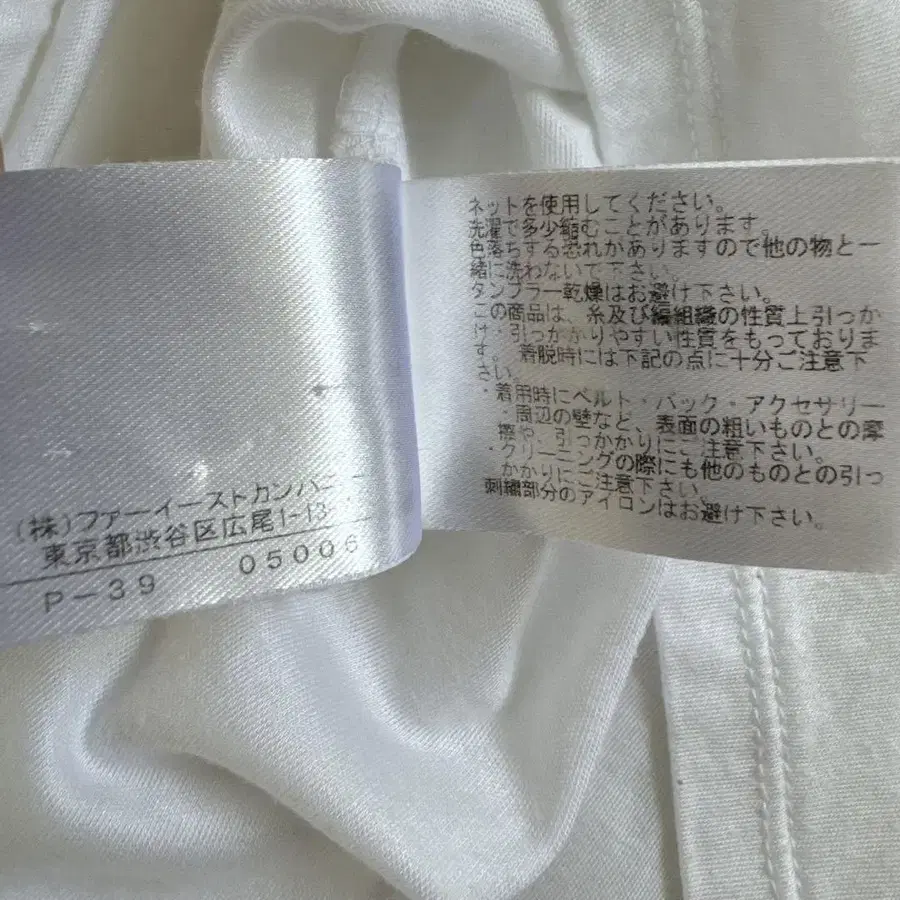 (株)ファーイーストカンパニー
東京都渋谷区広尾1-13
P-39 05006
ネットを使用してください。
洗濯で多少縮むことがあります。
色落ちする恐れがありますので他の物と一
緒に洗わないで下さい。
タンブラー乾燥はお避け下さい。
この商品は、糸及び編組織の性質上引っか
け・引っかかりやすい性質をもっておりま
す。 着脱時には下記の点に十分ご注意下
さい。
・着用時にベルト・バック・アクセサリー
・周辺の壁など、表面の粗いものとの摩
擦や、引っかかりにご注意下さい。
・クリーニングの際にも他のものとの引っ
かかりにご注意下さい。
刺繍部分のアイロンはお避け下さい。